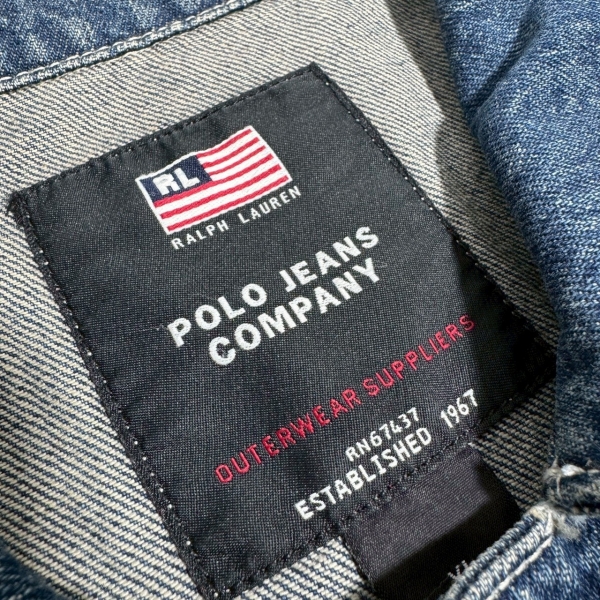 RL
RALPH LAUREN
POLO JEANS
COMPANY
OUTERWEAR SUPPLIERS
RN67437
ESTABLISHED 1967